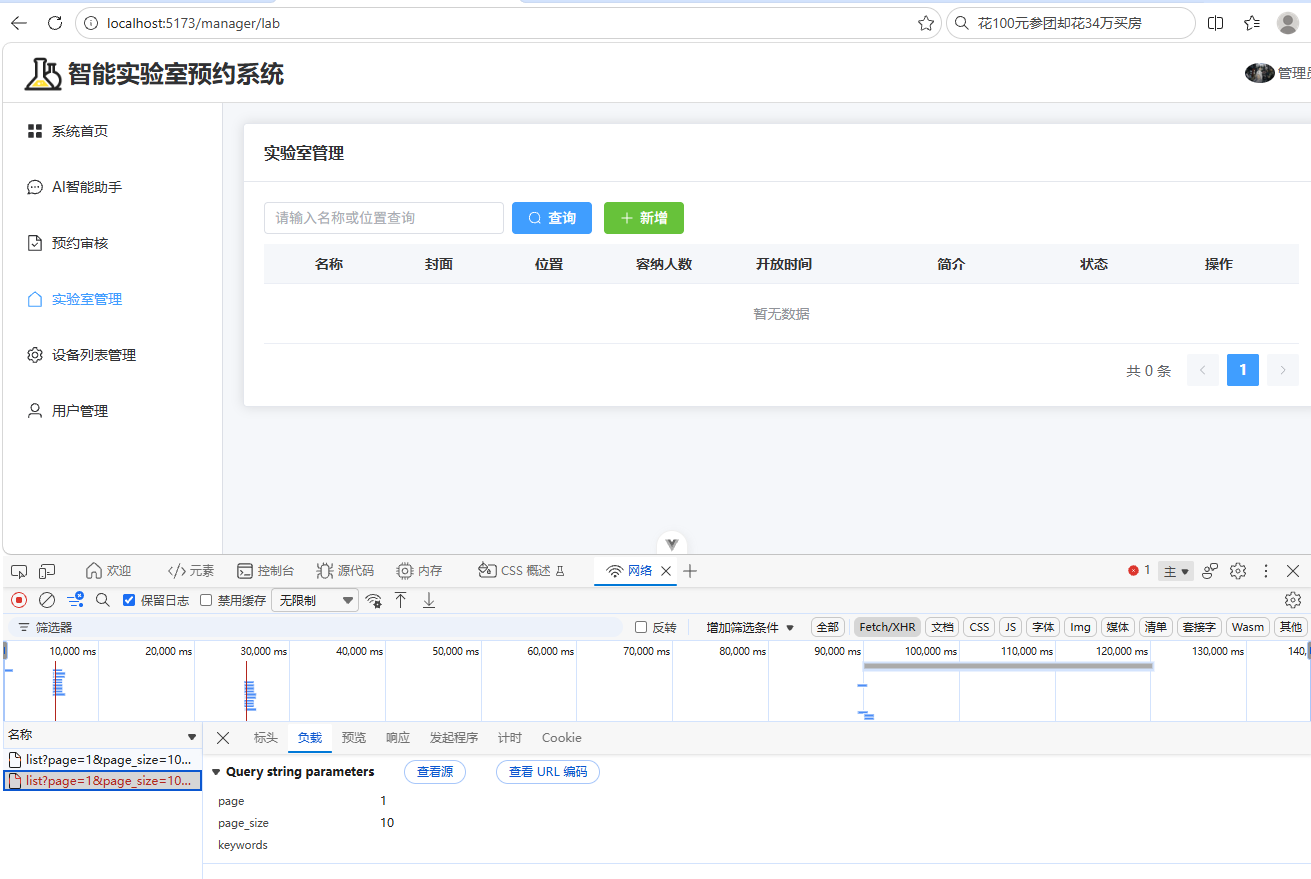 localhost:5173/manager/lab
花100元参团却花34万买房
智能实验室预约系统
管理员
系统首页
AI智能助手
预约审核
实验室管理
设备列表管理
用户管理
实验室管理
请输入名称或位置查询
查询
新增
名称 封面 位置 容纳人数 开放时间 简介 状态 操作
暂无数据
共 0 条
1
欢迎 元素 控制台 源代码 内存 CSS 概述 网络 1 主
保留日志 禁用缓存 无限制
筛选器 反转 增加筛选条件 全部 Fetch/XHR 文档 CSS JS 字体 Img 媒体 清单 套接字 Wasm 其他
10,000 ms 20,000 ms 30,000 ms 40,000 ms 50,000 ms 60,000 ms 70,000 ms 80,000 ms 90,000 ms 100,000 ms 110,000 ms 120,000 ms 130,000 ms 140,
名称
list?page=1&page_size=10...
list?page=1&page_size=10...
标头 负载 预览 响应 发起程序 计时 Cookie
Query string parameters 查看源 查看 URL 编码
page 1
page_size 10
keywords